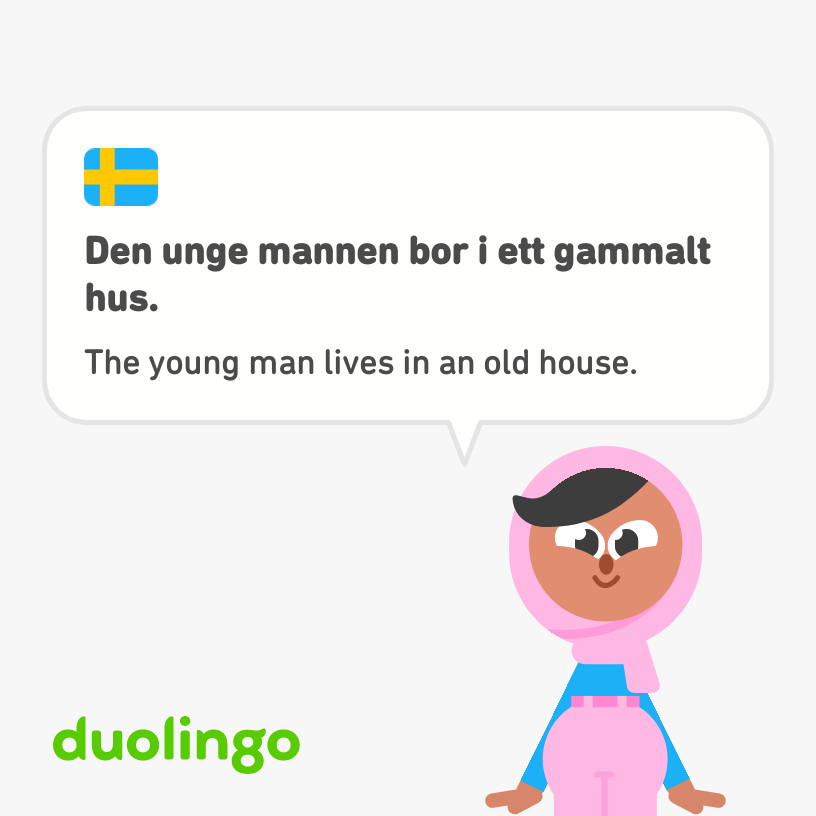 Den unge mannen bor i ett gammalt
hus.
The young man lives in an old house.
duolingo